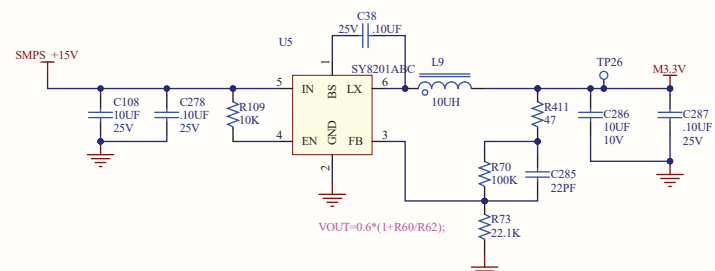 C38
25V .10UF
U5
SMPS +15V
SY8201ABC
L9
TP26
M3.3V
1
5 IN BS LX 6
10UH
C108
10UF
25V
C278
.10UF
25V
R109
10K
R411
47
C286
10UF
10V
C287
.10UF
25V
4 EN GND FB 3
2
R70
100K
C285
22PF
R73
22.1K
VOUT=0.6*(1+R60/R62);